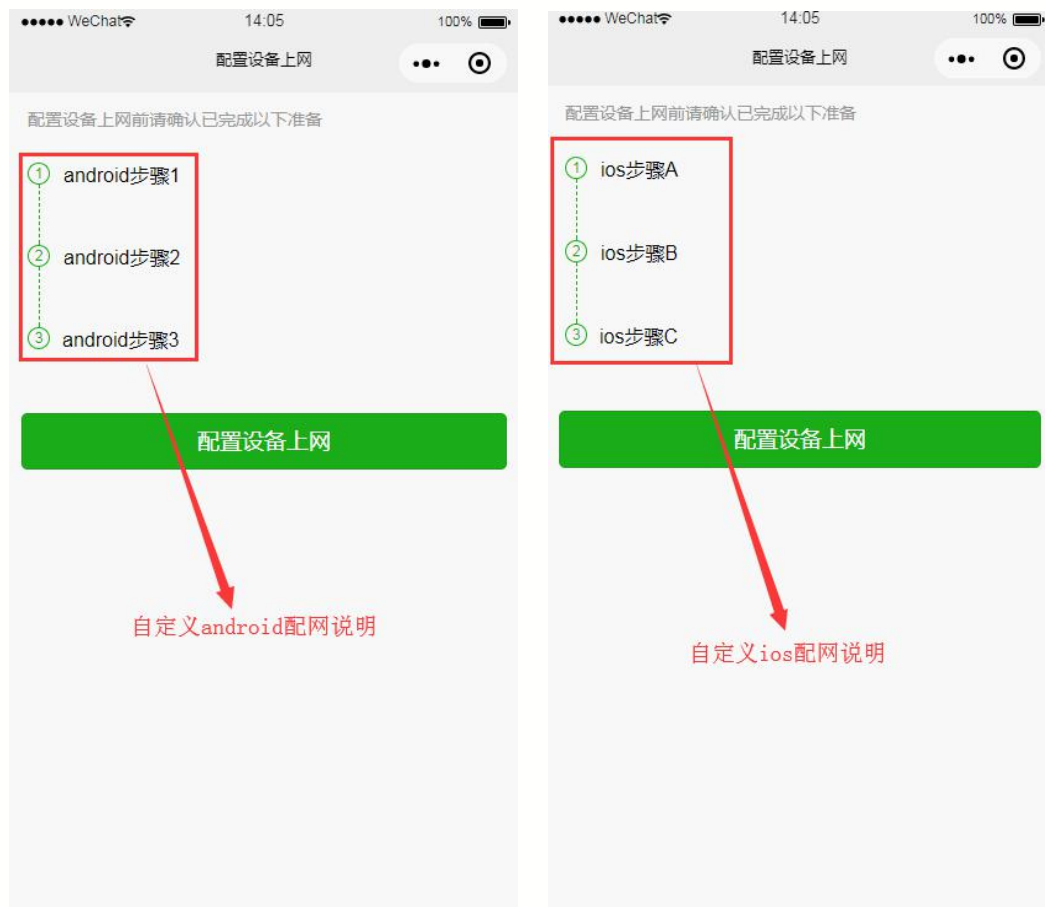 WeChat 14:05 100%
配置设备上网
配置设备上网前请确认已完成以下准备
1 android步骤1
2 android步骤2
3 android步骤3
配置设备上网
自定义android配网说明
WeChat 14:05 100%
配置设备上网
配置设备上网前请确认已完成以下准备
1 ios步骤A
2 ios步骤B
3 ios步骤C
配置设备上网
自定义ios配网说明